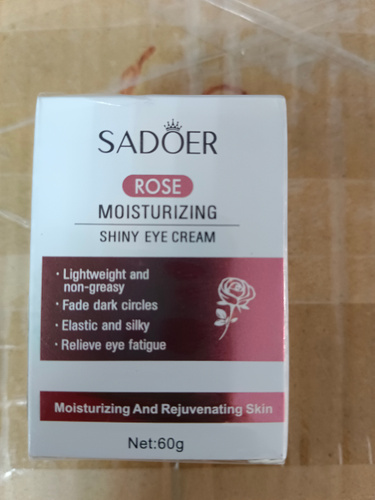 SADOER
ROSE
MOISTURIZING
SHINY EYE CREAM
· Lightweight and
non-greasy
· Fade dark circles
· Elastic and silky
· Relieve eye fatigue
Moisturizing And Rejuvenating Skin
Net:60g